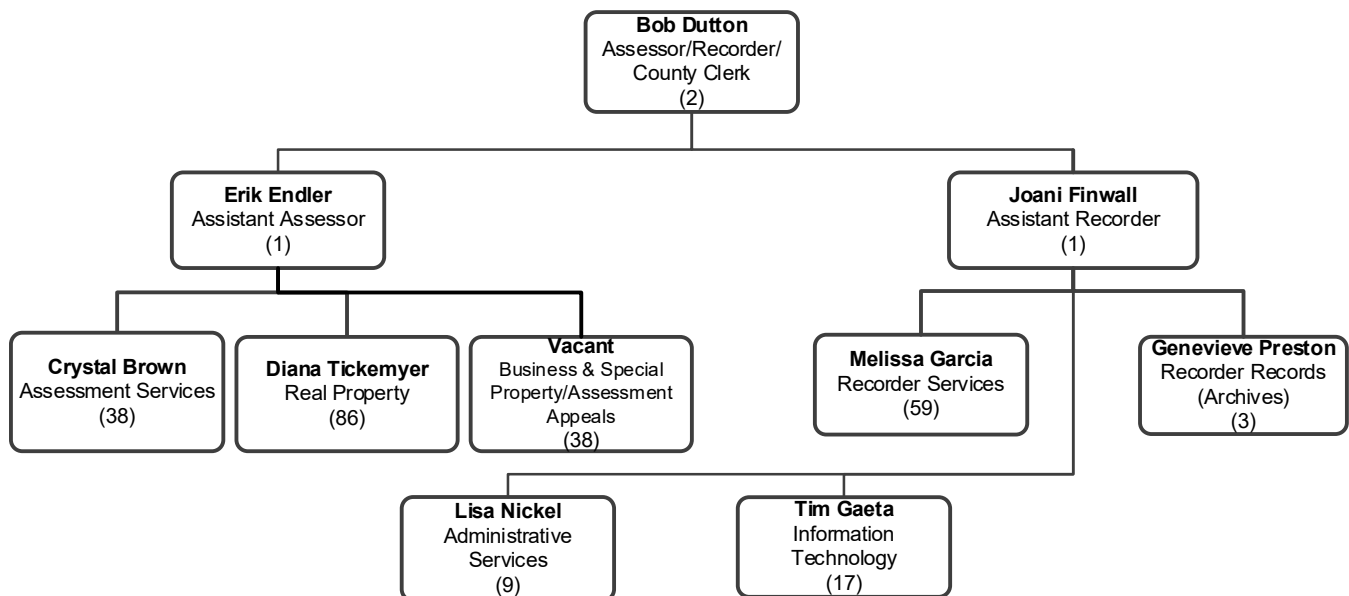 Bob Dutton
Assessor/Recorder/
County Clerk
(2)
Erik Endler
Assistant Assessor
(1)
Joani Finwall
Assistant Recorder
(1)
Crystal Brown
Assessment Services
(38)
Diana Tickemyer
Real Property
(86)
Vacant
Business & Special
Property/Assessment
Appeals
(38)
Melissa Garcia
Recorder Services
(59)
Genevieve Preston
Recorder Records
(Archives)
(3)
Lisa Nickel
Administrative
Services
(9)
Tim Gaeta
Information
Technology
(17)